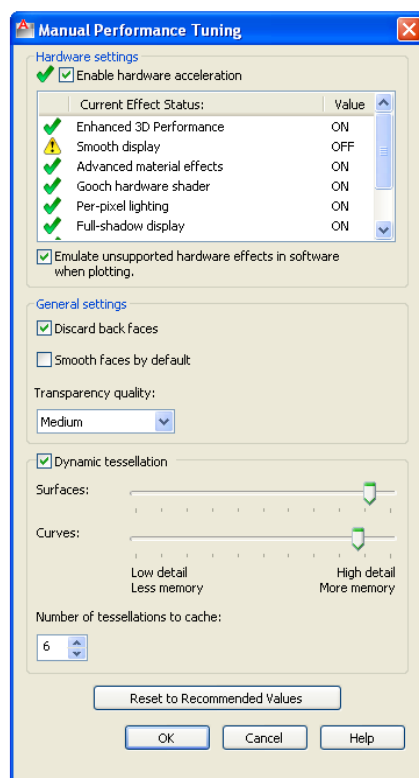 Manual Performance Tuning
Hardware settings
Enable hardware acceleration
Current Effect Status: Value
Enhanced 3D Performance ON
Smooth display OFF
Advanced material effects ON
Gooch hardware shader ON
Per-pixel lighting ON
Full-shadow display ON
Emulate unsupported hardware effects in software
when plotting.
General settings
Discard back faces
Smooth faces by default
Transparency quality:
Medium
Dynamic tessellation
Surfaces:
Curves:
Low detail High detail
Less memory More memory
Number of tessellations to cache:
6
Reset to Recommended Values
OK Cancel Help